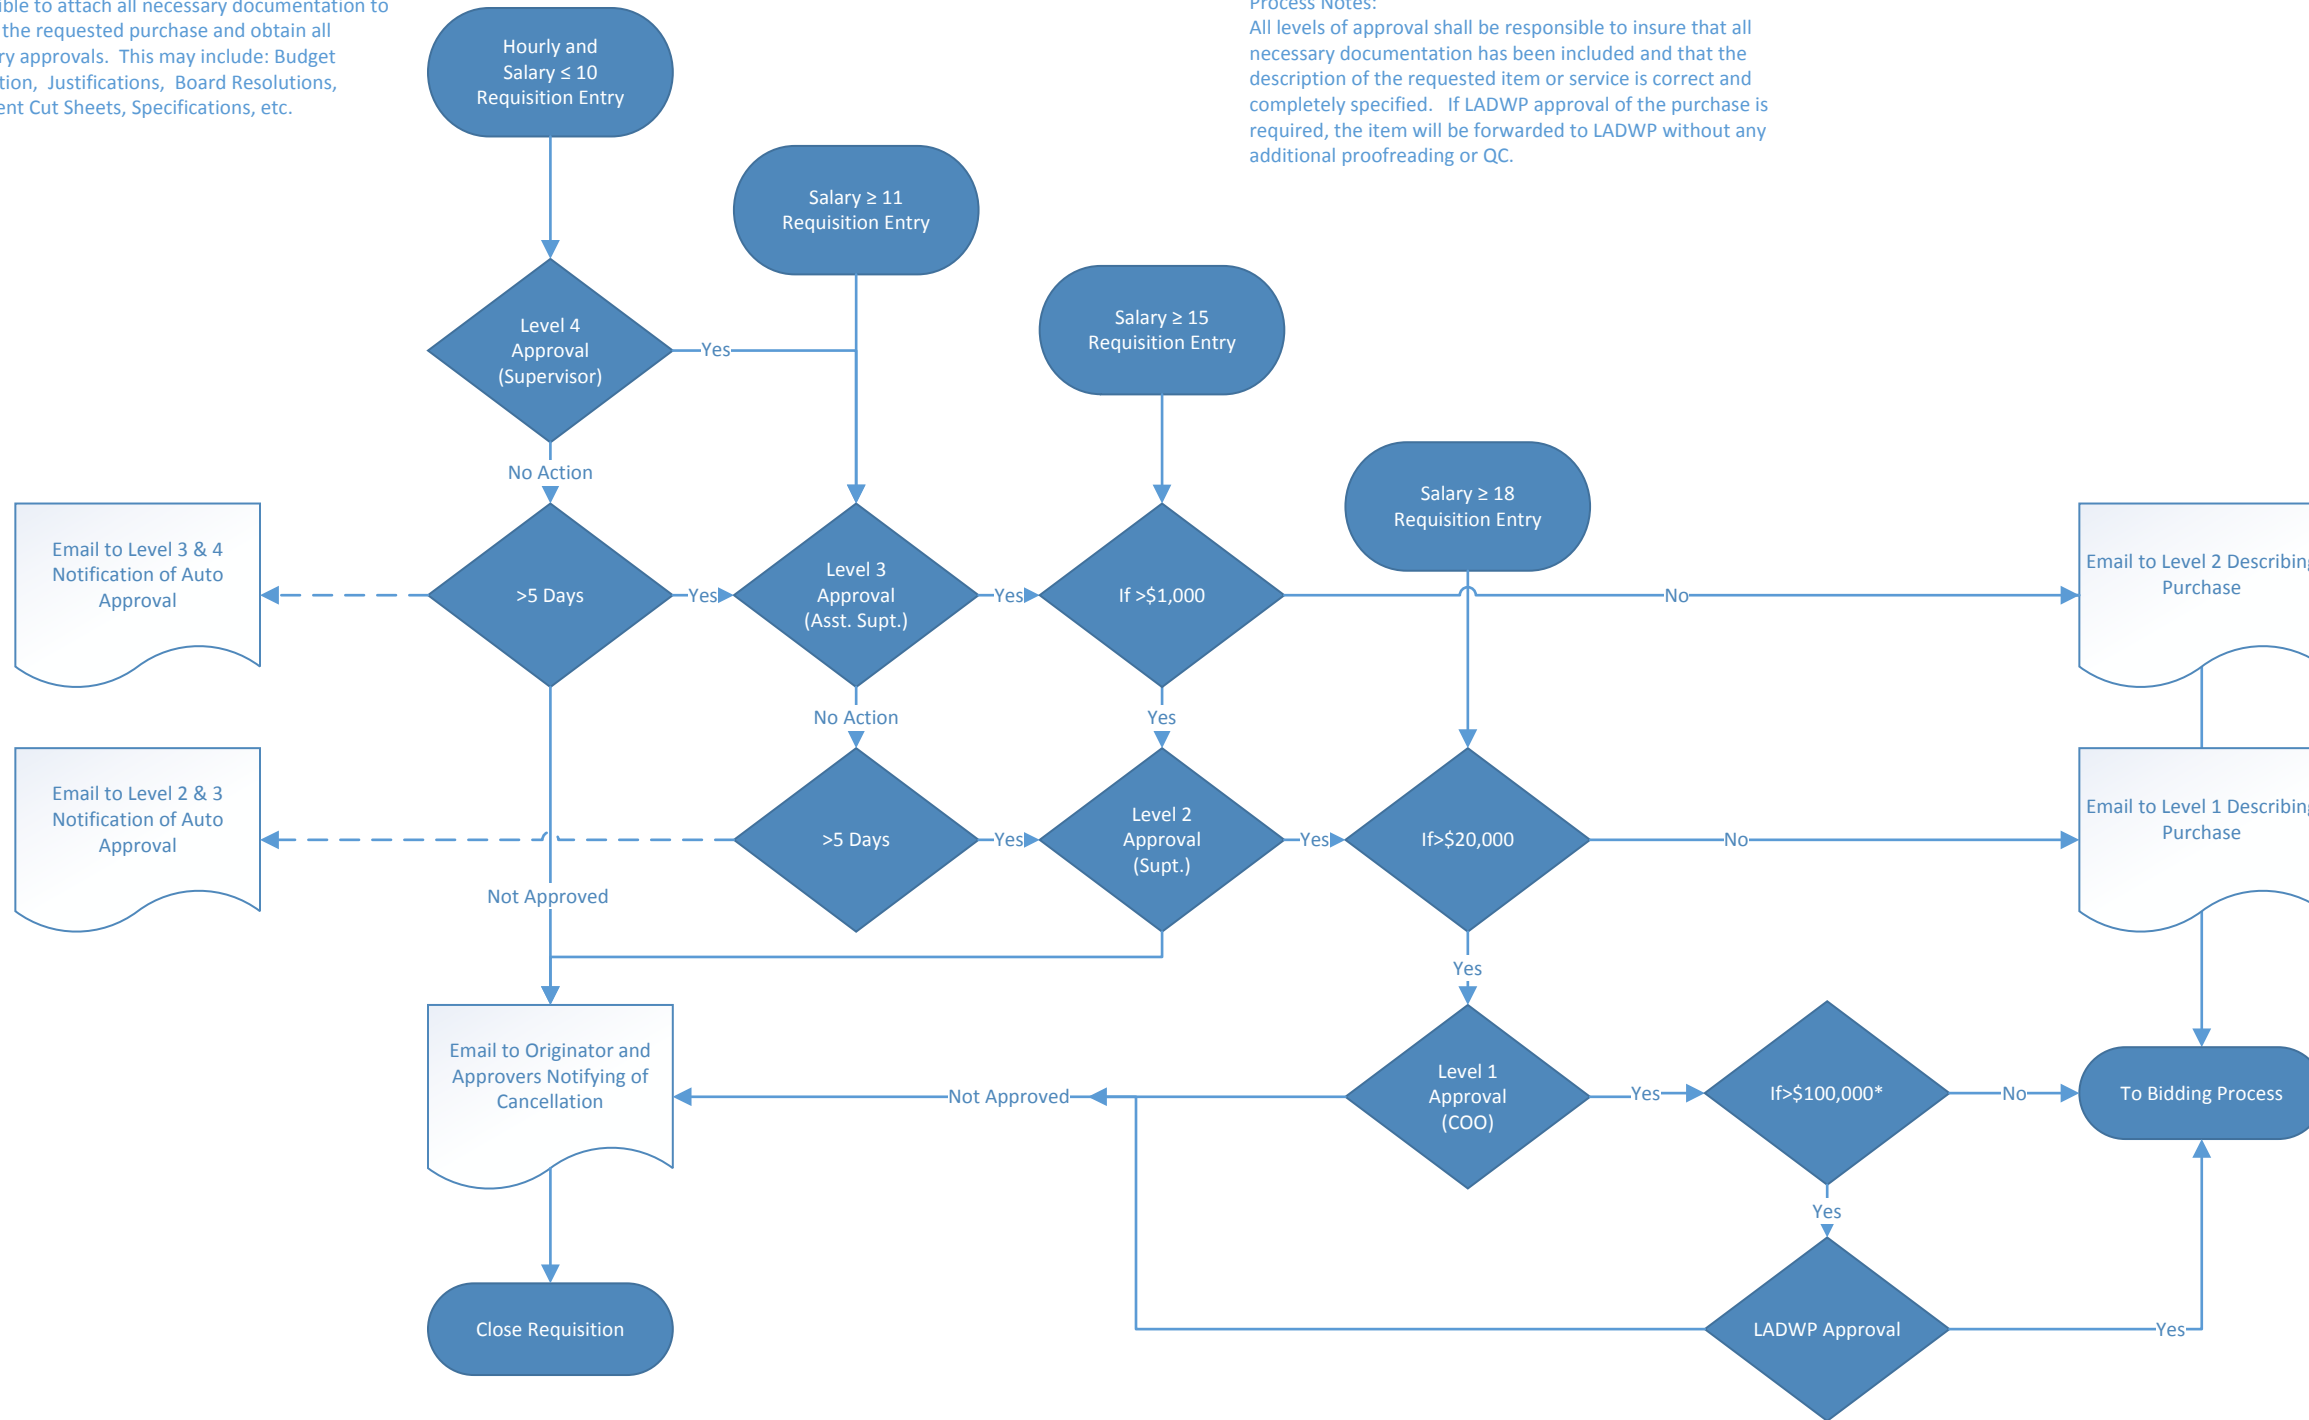 to attach all necessary documentation to
the requested purchase and obtain all
approvals. This may include: Budget
Justifications, Board Resolutions,
Cut Sheets, Specifications, etc.
Process Notes:
All levels of approval shall be responsible to insure that all
necessary documentation has been included and that the
description of the requested item or service is correct and
completely specified. If LADWP approval of the purchase is
required, the item will be forwarded to LADWP without any
additional proofreading or QC.
Hourly and
Salary ≤ 10
Requisition Entry
Salary ≥ 11
Requisition Entry
Salary ≥ 15
Requisition Entry
Level 4
Approval
(Supervisor)
Yes
No Action
Salary ≥ 18
Requisition Entry
Email to Level 3 & 4
Notification of Auto
Approval
>5 Days
Yes
Level 3
Approval
(Asst. Supt.)
Yes
If >$1,000
No
Email to Level 2 Describing
Purchase
No Action
Yes
Email to Level 2 & 3
Notification of Auto
Approval
>5 Days
Yes
Level 2
Approval
(Supt.)
Yes
If>$20,000
No
Email to Level 1 Describing
Purchase
Not Approved
Yes
Email to Originator and
Approvers Notifying of
Cancellation
Not Approved
Level 1
Approval
(COO)
Yes
If>$100,000*
No
To Bidding Process
Yes
Close Requisition
LADWP Approval
Yes